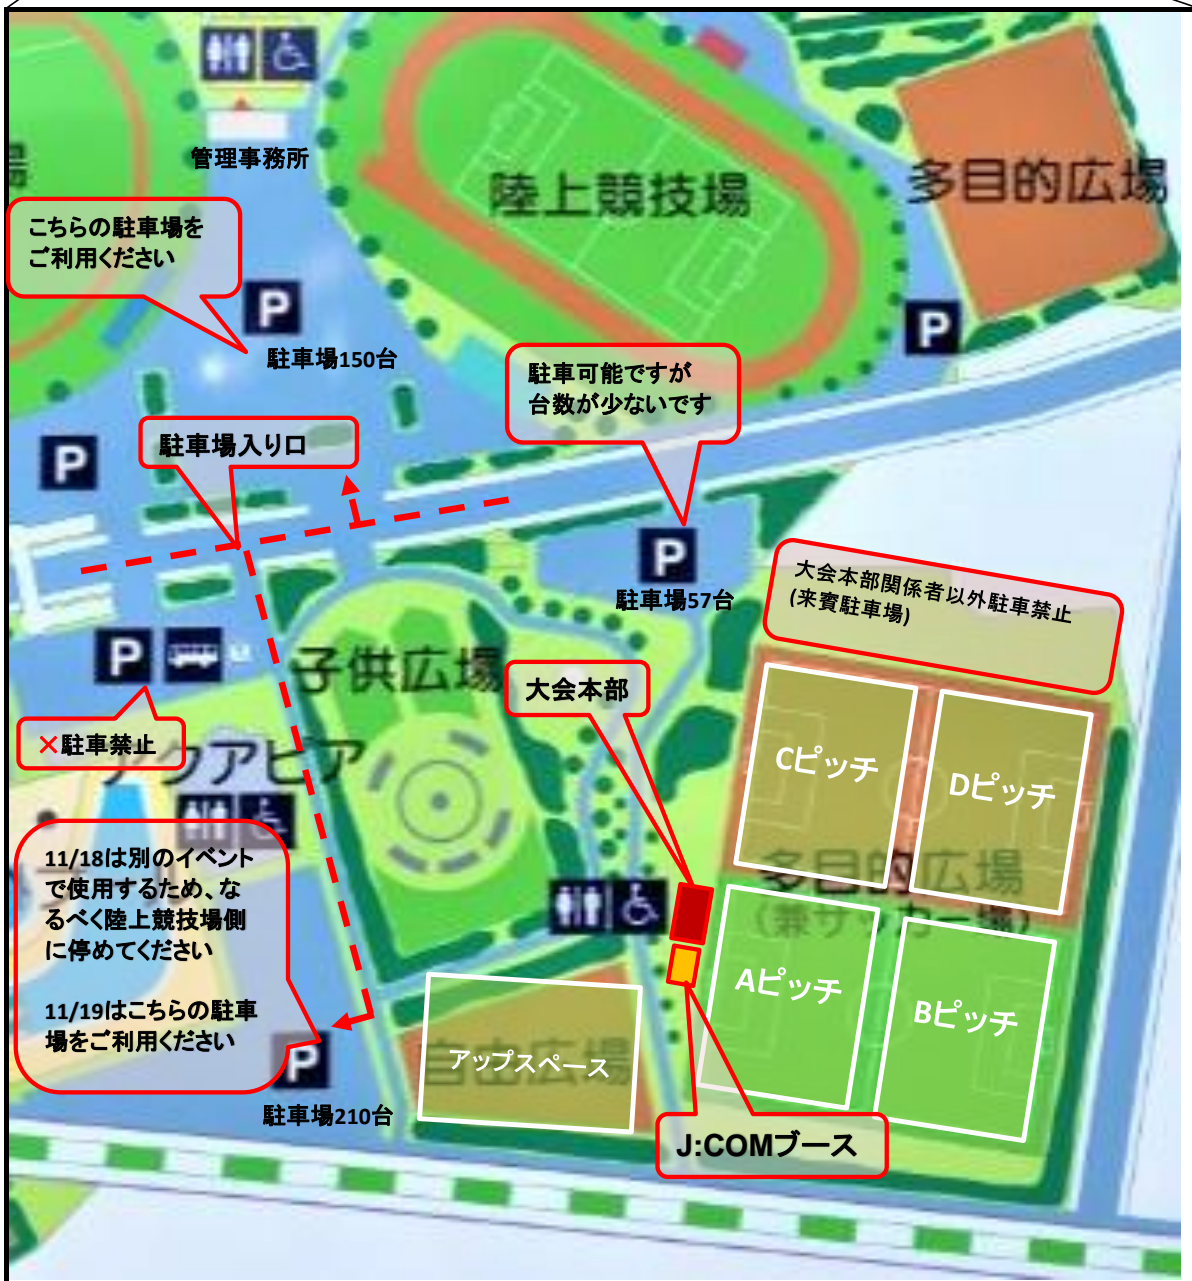 管理事務所
場
陸上競技場
多目的広場
こちらの駐車場を
ご利用ください
P
駐車場150台
P
駐車可能ですが
台数が少ないです
駐車場入り口
P
P
駐車場57台
大会本部関係者以外駐車禁止
(来賓駐車場)
P
子供広場
大会本部
×駐車禁止
アクアピア
Cピッチ
Dピッチ
11/18は別のイベント
で使用するため、な
るべく陸上競技場側
に停めてください
11/19はこちらの駐車
場をご利用ください
多目的広場
(兼サッカー場)
Aピッチ
Bピッチ
P
駐車場210台
アップスペース
自由広場
J:COMブース